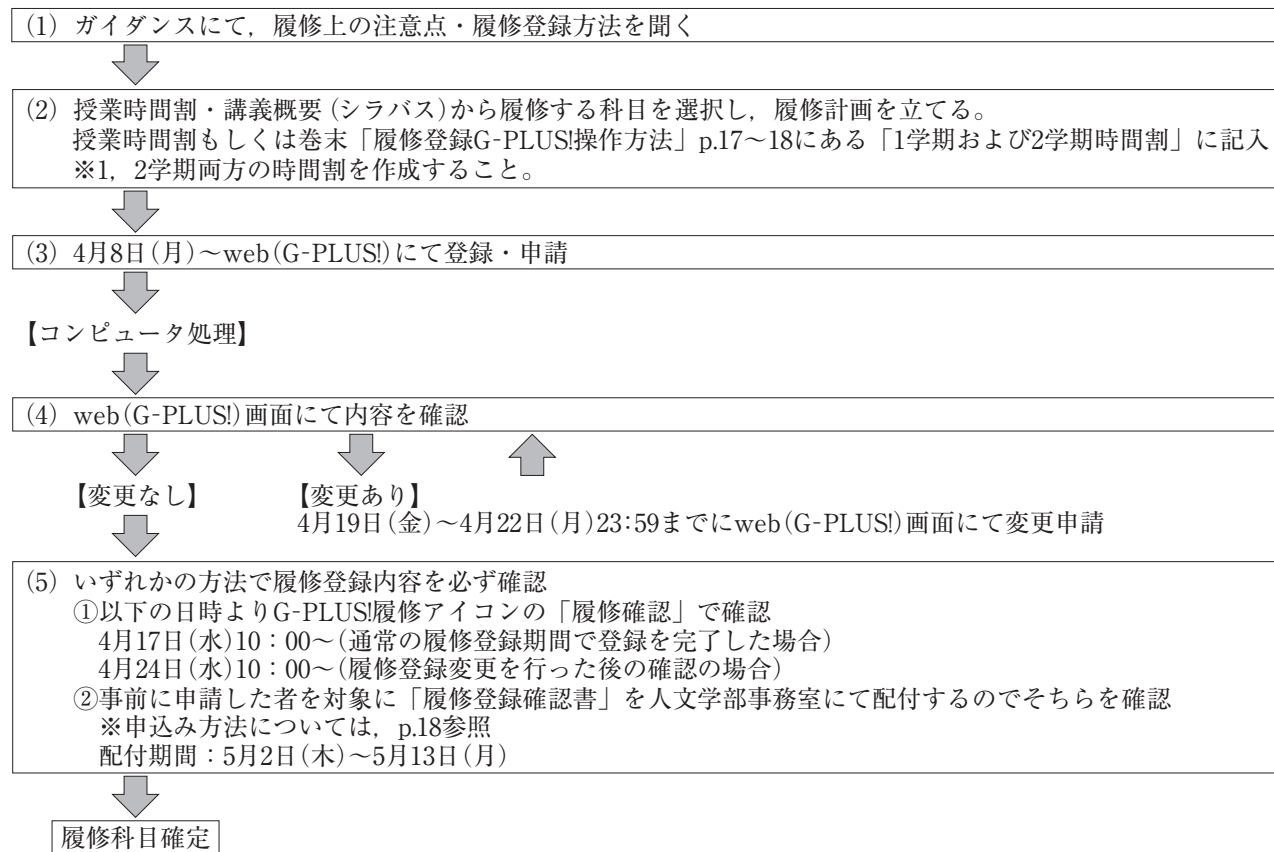 (1) ガイダンスにて，履修上の注意点・履修登録方法を聞く
(2) 授業時間割・講義概要(シラバス)から履修する科目を選択し，履修計画を立てる。
授業時間割もしくは巻末「履修登録G-PLUS!操作方法」p.17～18にある「1学期および2学期時間割」に記入
※1，2学期両方の時間割を作成すること。
(3) 4月8日(月)～web(G-PLUS!)にて登録・申請
【コンピュータ処理】
(4) web(G-PLUS!)画面にて内容を確認
【変更なし】 【変更あり】
4月19日(金)～4月22日(月)23:59までにweb(G-PLUS!)画面にて変更申請
(5) いずれかの方法で履修登録内容を必ず確認
①以下の日時よりG-PLUS!履修アイコンの「履修確認」で確認
4月17日(水)10：00～(通常の履修登録期間で登録を完了した場合)
4月24日(水)10：00～(履修登録変更を行った後の確認の場合)
②事前に申請した者を対象に「履修登録確認書」を人文学部事務室にて配付するのでそちらを確認
※申込み方法については，p.18参照
配付期間：5月2日(木)～5月13日(月)
履修科目確定